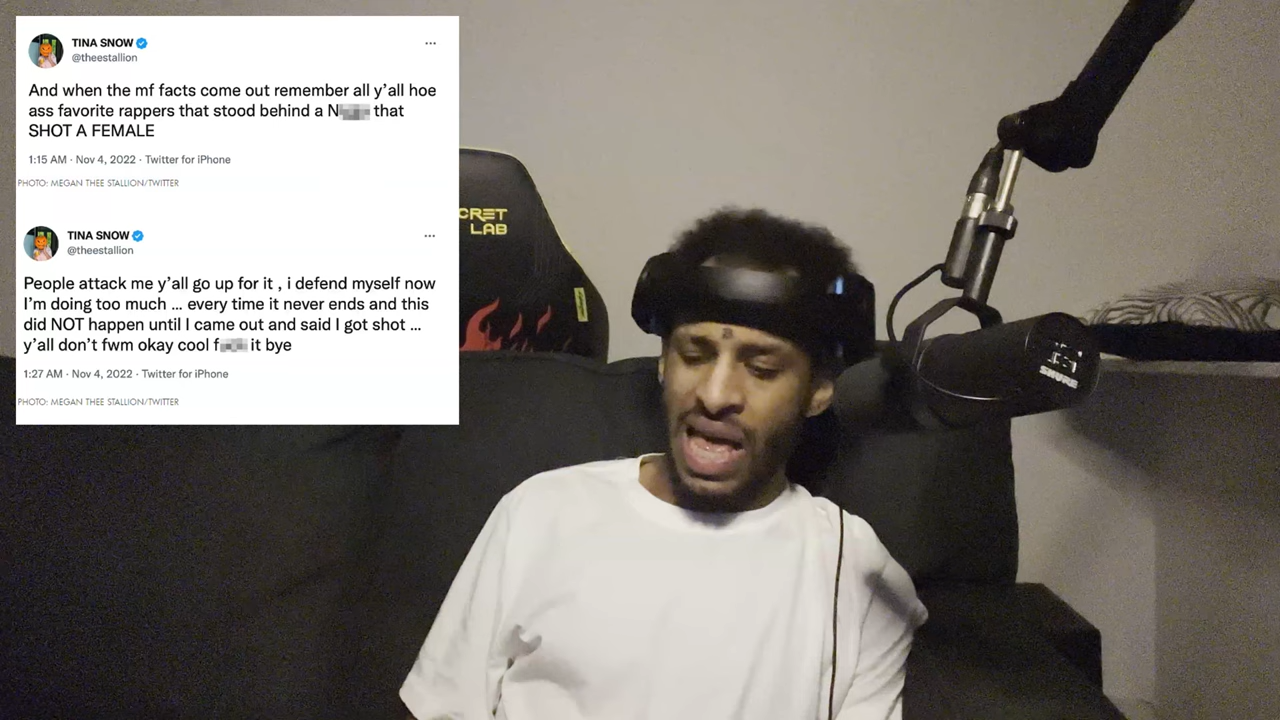 TINA SNOW
@theestallion
And when the mf facts come out remember all y'all hoe
ass favorite rappers that stood behind a N that
SHOT A FEMALE
1:15 AM · Nov 4, 2022 · Twitter for iPhone
PHOTO: MEGAN THEE STALLION/TWITTER
TINA SNOW
@theestallion
People attack me y'all go up for it , i defend myself now
I'm doing too much ... every time it never ends and this
did NOT happen until I came out and said I got shot ...
y'all don't fwm okay cool f it bye
1:27 AM · Nov 4, 2022 · Twitter for iPhone
PHOTO: MEGAN THEE STALLION/TWITTER
CRET
LAB
SHURE